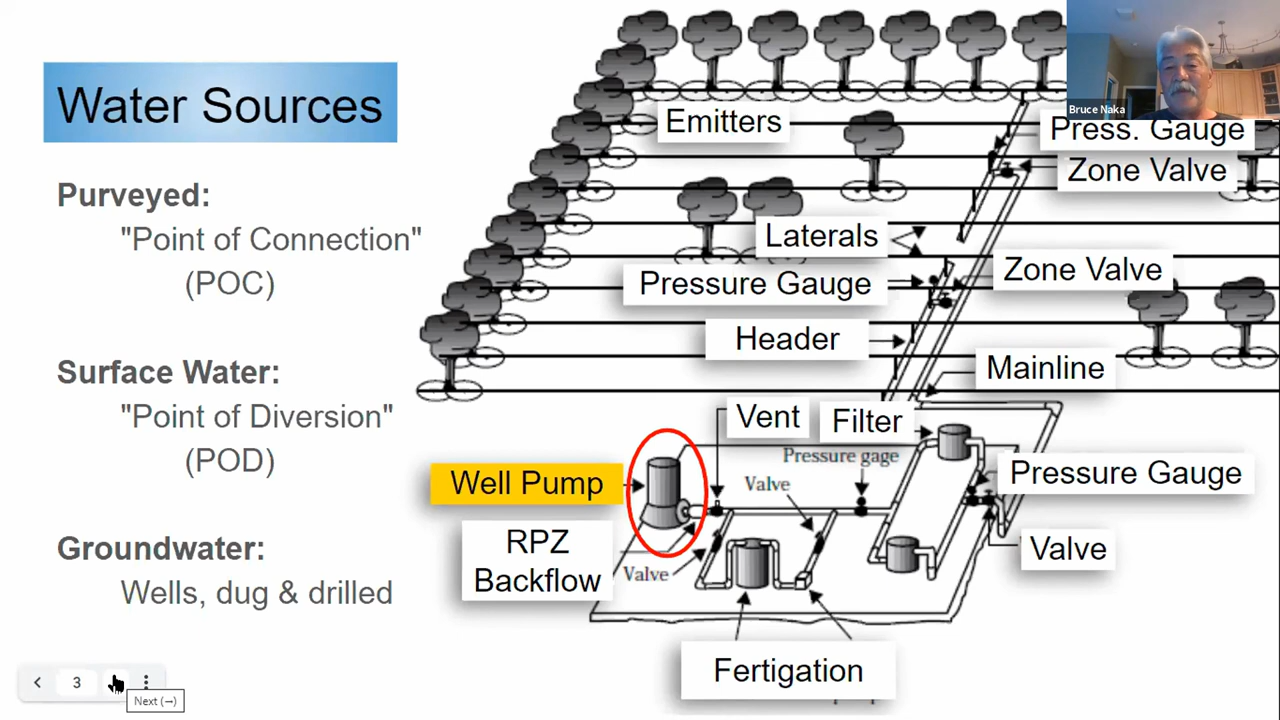 Water Sources
Purveyed:
"Point of Connection"
(POC)
Surface Water:
"Point of Diversion"
(POD)
Groundwater:
Wells, dug & drilled
Bruce Naka
Emitters
Press. Gauge
Zone Valve
Laterals
Zone Valve
Pressure Gauge
Header
Mainline
Vent
Filter
Pressure gage
Pressure Gauge
Well Pump
Valve
RPZ
Backflow
Valve
Valve
Fertigation
3
Next (→)